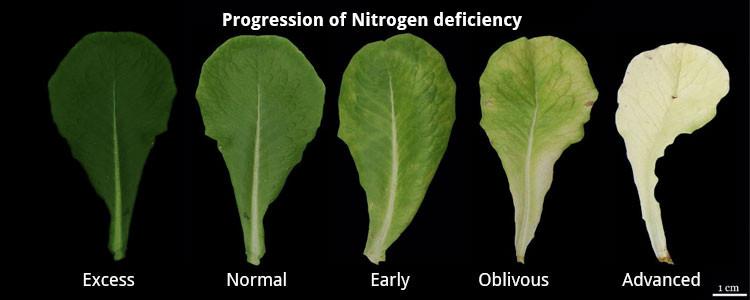 Progression of Nitrogen deficiency
Excess
Normal
Early
Oblivous
Advanced
1 cm